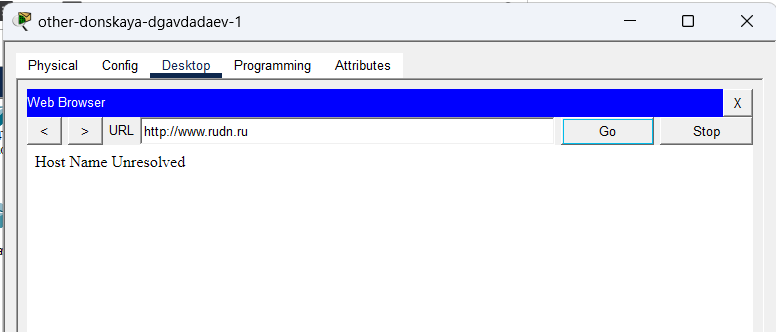 other-donskaya-dgavdadaev-1
Physical Config Desktop Programming Attributes
Web Browser X
< > URL http://www.rudn.ru Go Stop
Host Name Unresolved